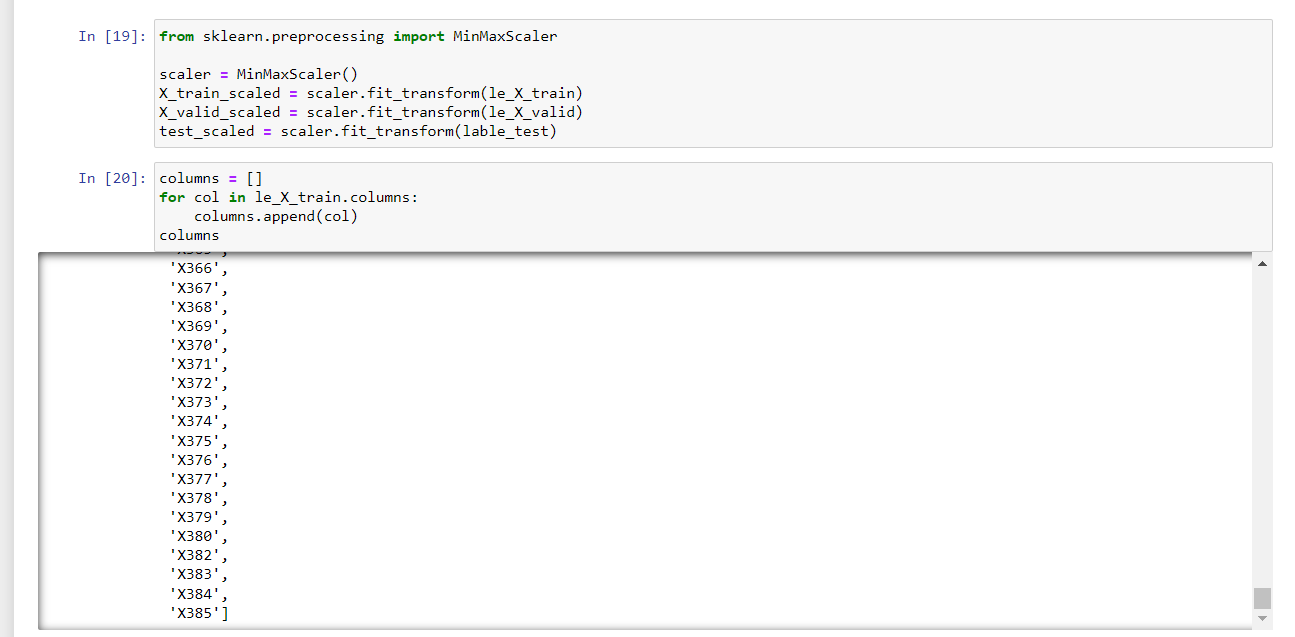 In [19]: from sklearn.preprocessing import MinMaxScaler
scaler = MinMaxScaler()
X_train_scaled = scaler.fit_transform(le_X_train)
X_valid_scaled = scaler.fit_transform(le_X_valid)
test_scaled = scaler.fit_transform(lable_test)
In [20]: columns = []
for col in le_X_train.columns:
    columns.append(col)
columns
'X366',
'X367',
'X368',
'X369',
'X370',
'X371',
'X372',
'X373',
'X374',
'X375',
'X376',
'X377',
'X378',
'X379',
'X380',
'X382',
'X383',
'X384',
'X385']